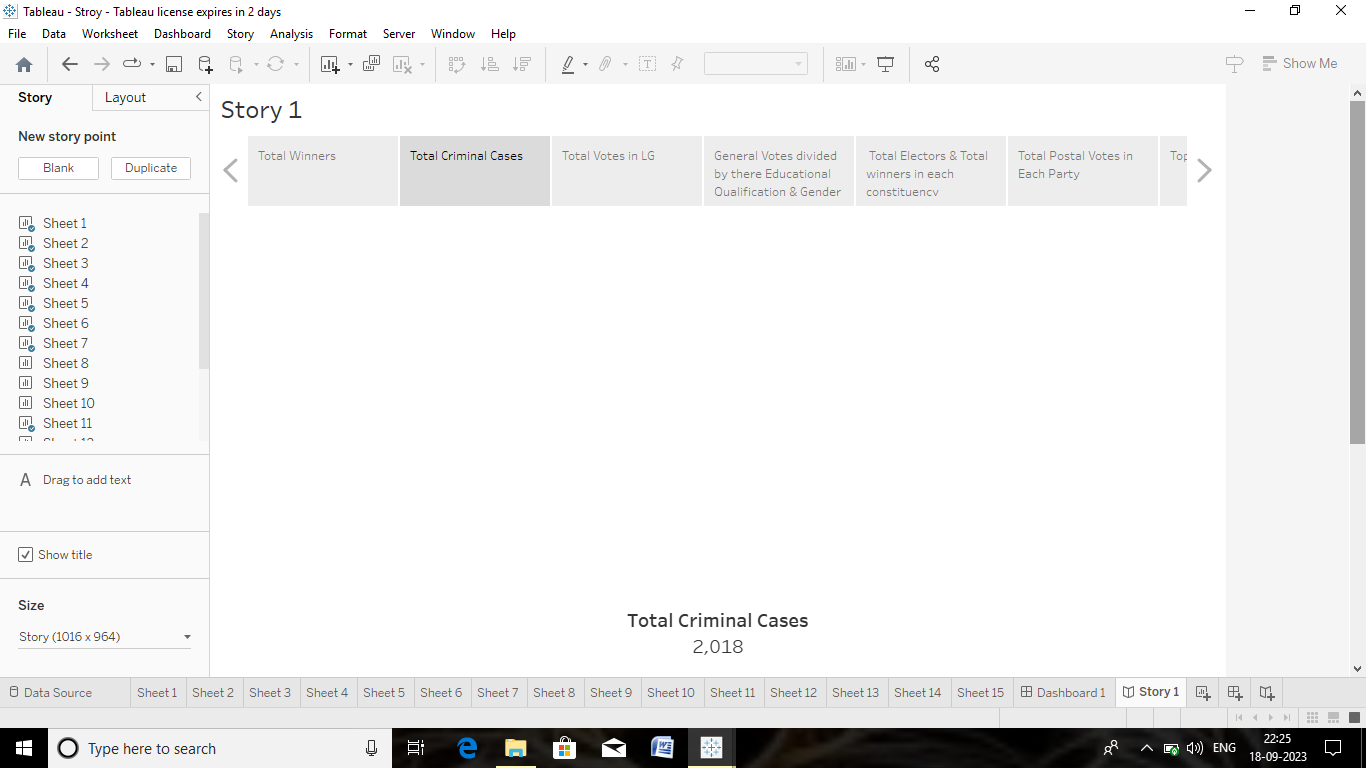 Tableau - Stroy - Tableau license expires in 2 days
File Data Worksheet Dashboard Story Analysis Format Server Window Help
Show Me
Story Layout
Story 1
New story point
Blank Duplicate
Total Winners
Total Criminal Cases
Total Votes in LG
General Votes divided
by there Educational
Qualification & Gender
Total Electors & Total
winners in each
constituency
Total Postal Votes in
Each Party
Top
Sheet 1
Sheet 2
Sheet 3
Sheet 4
Sheet 5
Sheet 6
Sheet 7
Sheet 8
Sheet 9
Sheet 10
Sheet 11
A Drag to add text
Show title
Size
Story (1016 x 964)
Total Criminal Cases
2,018
Data Source Sheet 1 Sheet 2 Sheet 3 Sheet 4 Sheet 5 Sheet 6 Sheet 7 Sheet 8 Sheet 9 Sheet 10 Sheet 11 Sheet 12 Sheet 13 Sheet 14 Sheet 15 Dashboard 1 Story 1
Type here to search
ENG
22:25
18-09-2023